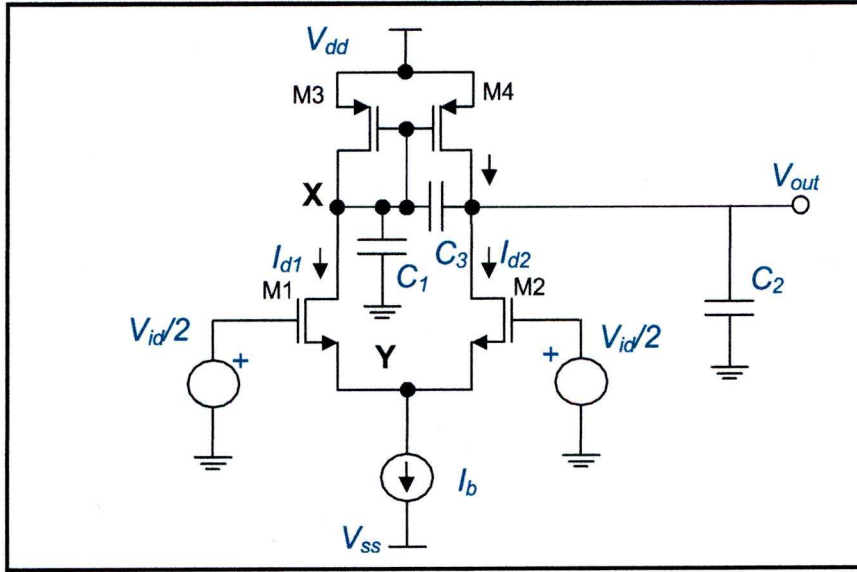 Vdd
M3
M4
X
Vout
Id1
C1
C3
Id2
C2
M1
M2
Vid/2
+
Y
+
Vid/2
Ib
Vss